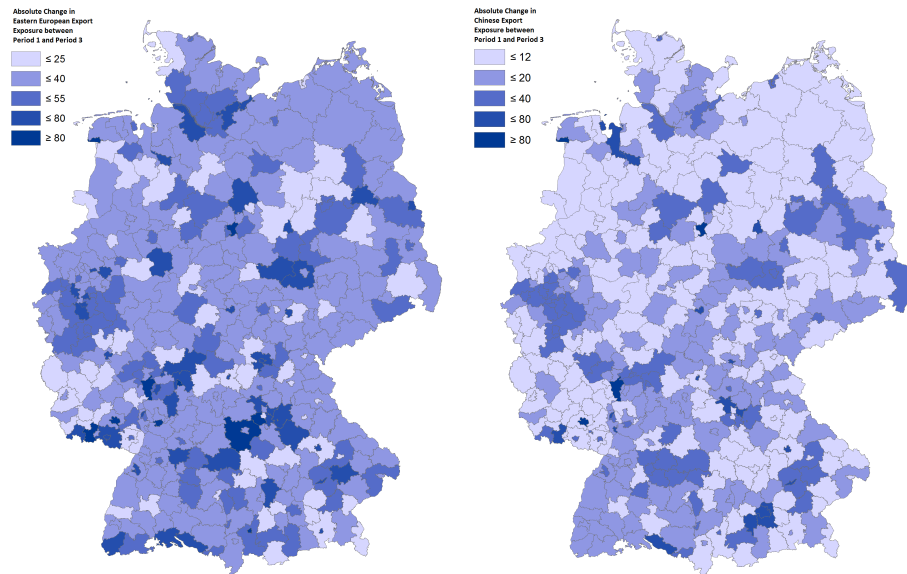 Absolute Change in
Eastern European Export
Exposure between
Period 1 and Period 3
≤ 25
≤ 40
≤ 55
≤ 80
≥ 80
Absolute Change in
Chinese Export
Exposure between
Period 1 and Period 3
≤ 12
≤ 20
≤ 40
≤ 80
≥ 80